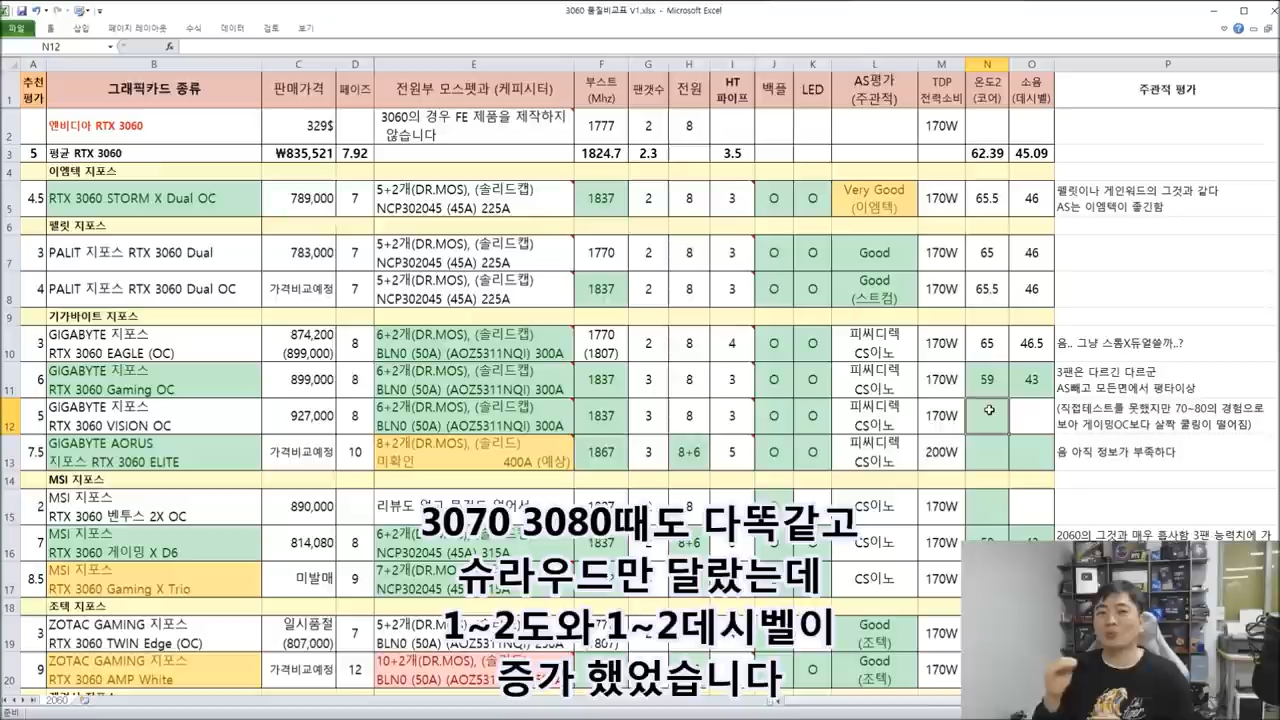 3060 품질비교표 V1.xlsx - Microsoft Excel
파일 홈 삽입 페이지 레이아웃 수식 데이터 검토 보기
N12 fx
A B C D E F G H I J K L M N O P
1 추천 평가 그래픽카드 종류 판매가격 페이즈 전원부 모스펫과 (케피시터) 부스트 (Mhz) 팬갯수 전원 HT 파이프 백플 LED AS평가 (주관적) TDP 전력소비 온도2 (코어) 소음 (데시벨) 주관적 평가
2 엔비디아 RTX 3060 329$ 3060의 경우 FE 제품을 제작하지 않습니다 1777 2 8 170W
3 5 평균 RTX 3060 ₩835,521 7.92 1824.7 2.3 3.5 62.39 45.09
4 이엠텍 지포스
5 4.5 RTX 3060 STORM X Dual OC 789,000 7 5+2개(DR.MOS), (솔리드캡) NCP302045 (45A) 225A 1837 2 8 3 O O Very Good (이엠텍) 170W 65.5 46 펠릿이나 게인워드의 그것과 같다 AS는 이엠텍이 좋긴함
6 펠릿 지포스
7 3 PALIT 지포스 RTX 3060 Dual 783,000 7 5+2개(DR.MOS), (솔리드캡) NCP302045 (45A) 225A 1770 2 8 3 O O Good 170W 65 46
8 4 PALIT 지포스 RTX 3060 Dual OC 가격비교예정 7 5+2개(DR.MOS), (솔리드캡) NCP302045 (45A) 225A 1837 2 8 3 O O Good (스트컴) 170W 65.5 46
9 기가바이트 지포스
10 3 GIGABYTE 지포스 RTX 3060 EAGLE (OC) 874,200 (899,000) 8 6+2개(DR.MOS), (솔리드캡) BLN0 (50A) (AOZ5311NQI) 300A 1770 (1807) 2 8 4 O O 피씨디렉 CS이노 170W 65 46.5 음.. 그냥 스톰X듀얼쓸까..?
11 6 GIGABYTE 지포스 RTX 3060 Gaming OC 899,000 8 6+2개(DR.MOS), (솔리드캡) BLN0 (50A) (AOZ5311NQI) 300A 1837 3 8 3 O O 피씨디렉 CS이노 170W 59 43 3팬은 다르긴 다르군 AS빼고 모든면에서 평타이상
12 5 GIGABYTE 지포스 RTX 3060 VISION OC 927,000 8 6+2개(DR.MOS), (솔리드캡) BLN0 (50A) (AOZ5311NQI) 300A 1837 3 8 3 O O 피씨디렉 CS이노 170W (직접테스트를 못했지만 70~80의 경험으로 보아 게이밍OC보다 살짝 쿨링이 떨어짐)
13 7.5 GIGABYTE AORUS 지포스 RTX 3060 ELITE 가격비교예정 10 8+2개(DR.MOS), (솔리드) 미확인 400A (예상) 1867 3 8+6 5 O O 피씨디렉 CS이노 200W 음 아직 정보가 부족하다
14 MSI 지포스
15 2 MSI 지포스 RTX 3060 벤투스 2X OC 890,000 CS이노 170W
16 7 MSI 지포스 RTX 3060 게이밍 X D6 814,080 8 CS이노 170W
17 8.5 MSI 지포스 RTX 3060 Gaming X Trio 미발매 9 CS이노 170W
18 조텍 지포스
19 3 ZOTAC GAMING 지포스 RTX 3060 TWIN Edge (OC) 일시품절 (807,000) 7 Good (조텍) 170W
20 9 ZOTAC GAMING 지포스 RTX 3060 AMP White 가격비교예정 12 O Good (조텍) 170W
3070 3080때도 다똑같고
슈라우드만 달랐는데
1~2도와 1~2데시벨이
증가 했었습니다
2060
준비